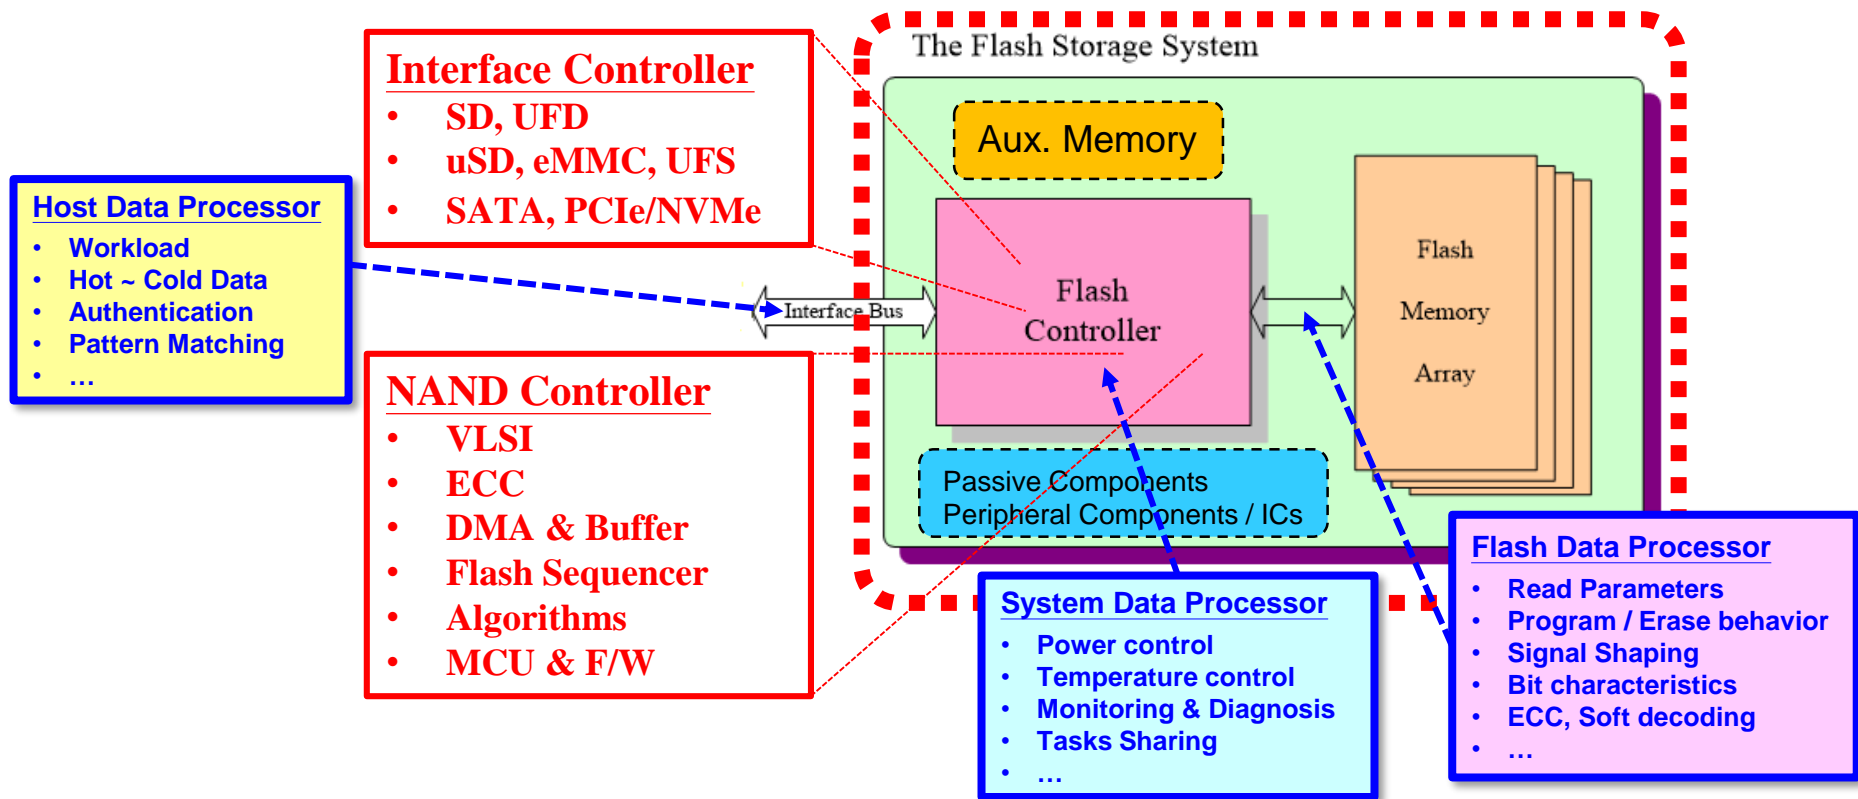 The Flash Storage System
Interface Controller
• SD, UFD
• uSD, eMMC, UFS
• SATA, PCIe/NVMe
Aux. Memory
Host Data Processor
• Workload
• Hot ~ Cold Data
• Authentication
• Pattern Matching
• …
Interface Bus
Flash
Controller
Flash
Memory
Array
NAND Controller
• VLSI
• ECC
• DMA & Buffer
• Flash Sequencer
• Algorithms
• MCU & F/W
Passive Components
Peripheral Components / ICs
System Data Processor
• Power control
• Temperature control
• Monitoring & Diagnosis
• Tasks Sharing
• …
Flash Data Processor
• Read Parameters
• Program / Erase behavior
• Signal Shaping
• Bit characteristics
• ECC, Soft decoding
• …